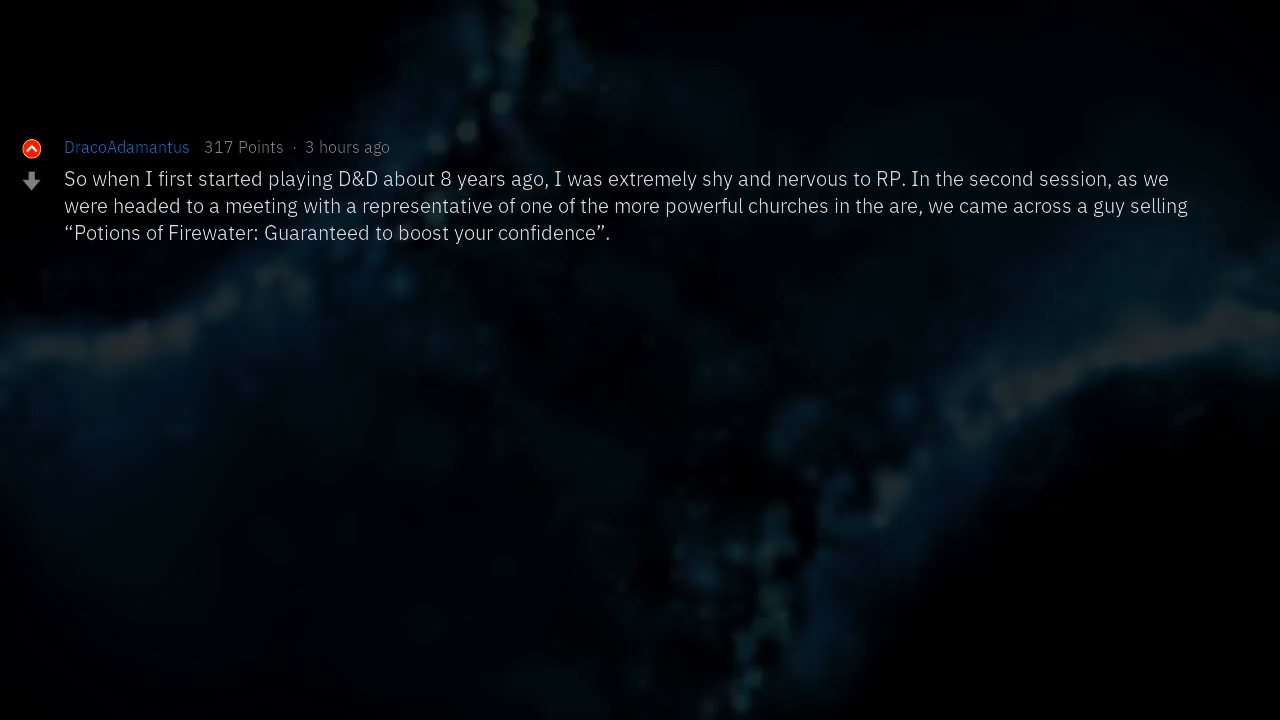 DracoAdamantus 317 Points · 3 hours ago
So when I first started playing D&D about 8 years ago, I was extremely shy and nervous to RP. In the second session, as we
were headed to a meeting with a representative of one of the more powerful churches in the are, we came across a guy selling
“Potions of Firewater: Guaranteed to boost your confidence”.